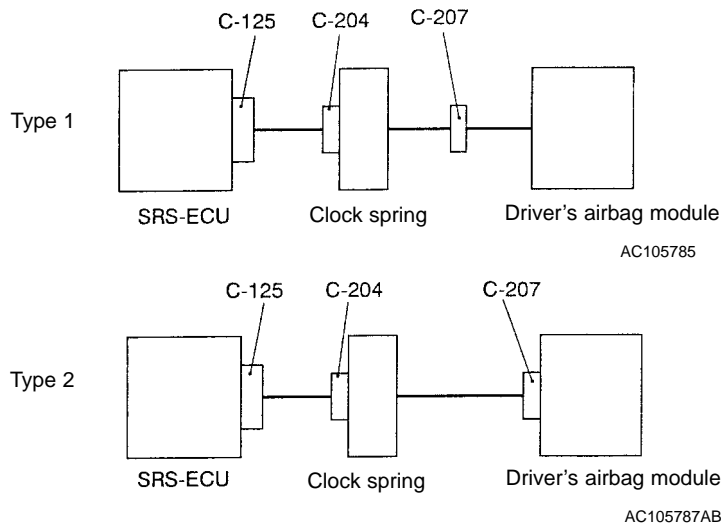 C-125 C-204 C-207
Type 1
SRS-ECU Clock spring Driver's airbag module
AC105785
C-125 C-204 C-207
Type 2
SRS-ECU Clock spring Driver's airbag module
AC105787AB